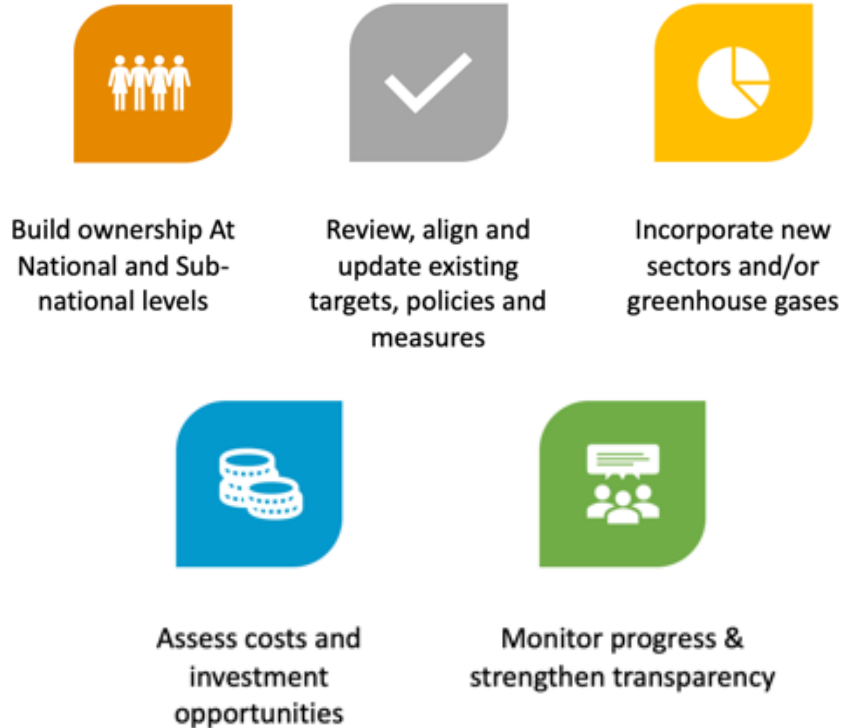 Build ownership At
National and Sub-
national levels
Review, align and
update existing
targets, policies and
measures
Incorporate new
sectors and/or
greenhouse gases
Assess costs and
investment
opportunities
Monitor progress &
strengthen transparency